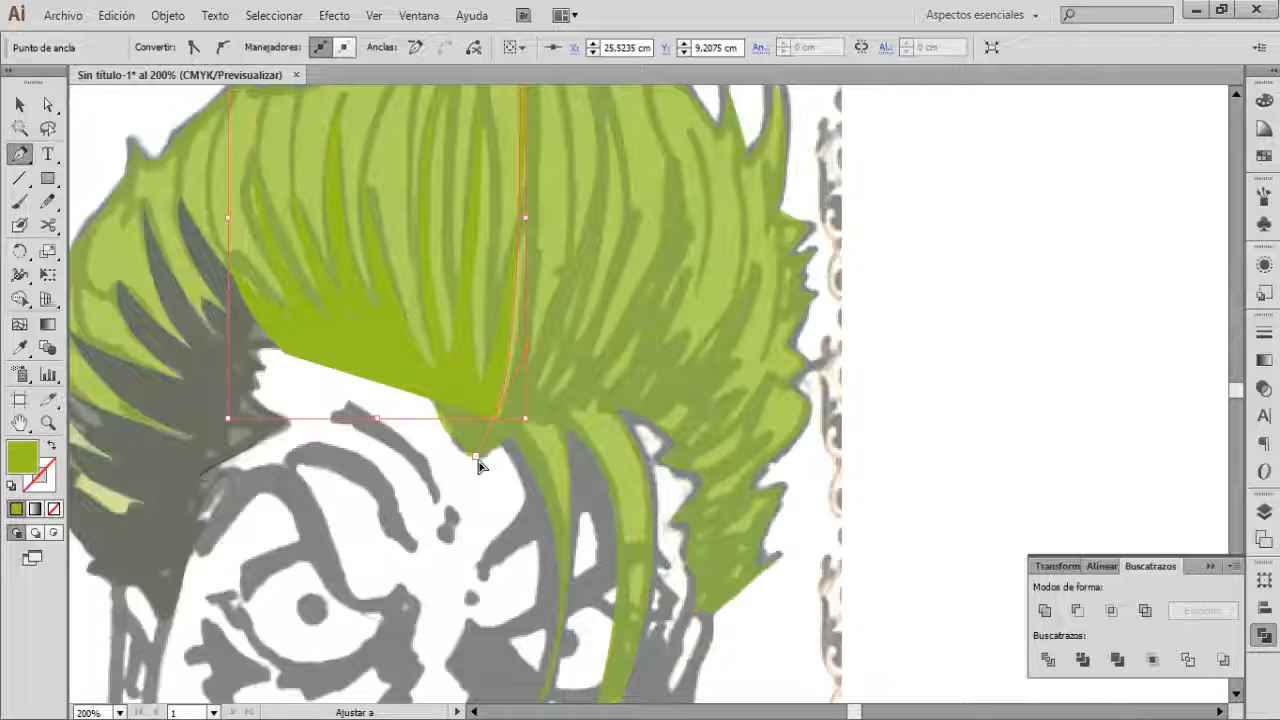 Ai Archivo Edición Objeto Texto Seleccionar Efecto Ver Ventana Ayuda Br Aspectos esenciales
Punto de ancla Convertir: Manejadores: Anclas: X: 25,5235 cm Y: 9,2075 cm An.: 0 cm Al.: 0 cm
Sin título-1* al 200% (CMYK/Previsualizar) ×
Transform Alinear Buscatrazos
Modos de forma:
Buscatrazos:
200% 1 Ajustar a